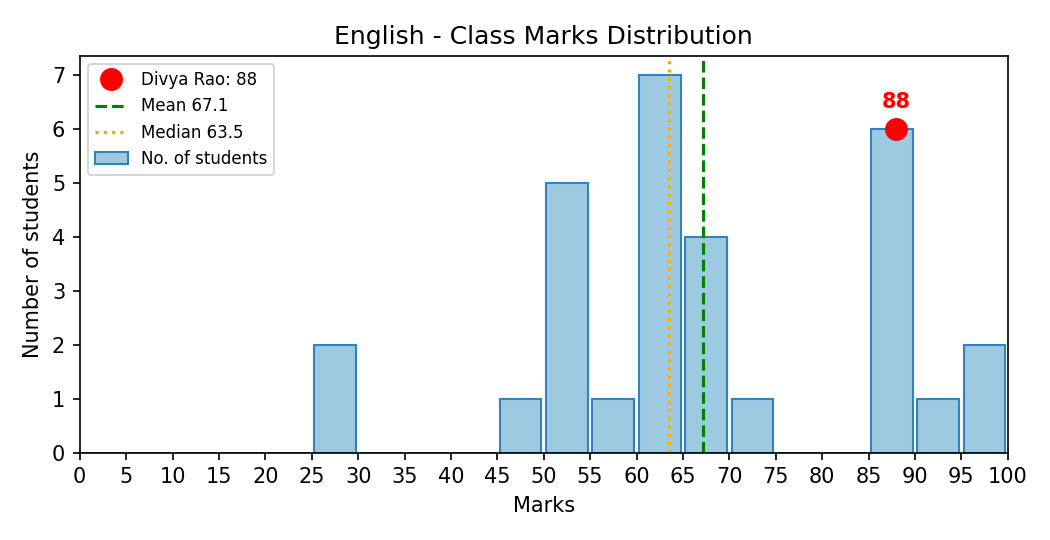 English - Class Marks Distribution
Divya Rao: 88
Mean 67.1
Median 63.5
No. of students
88
Number of students
7
6
5
4
3
2
1
0
0 5 10 15 20 25 30 35 40 45 50 55 60 65 70 75 80 85 90 95 100
Marks